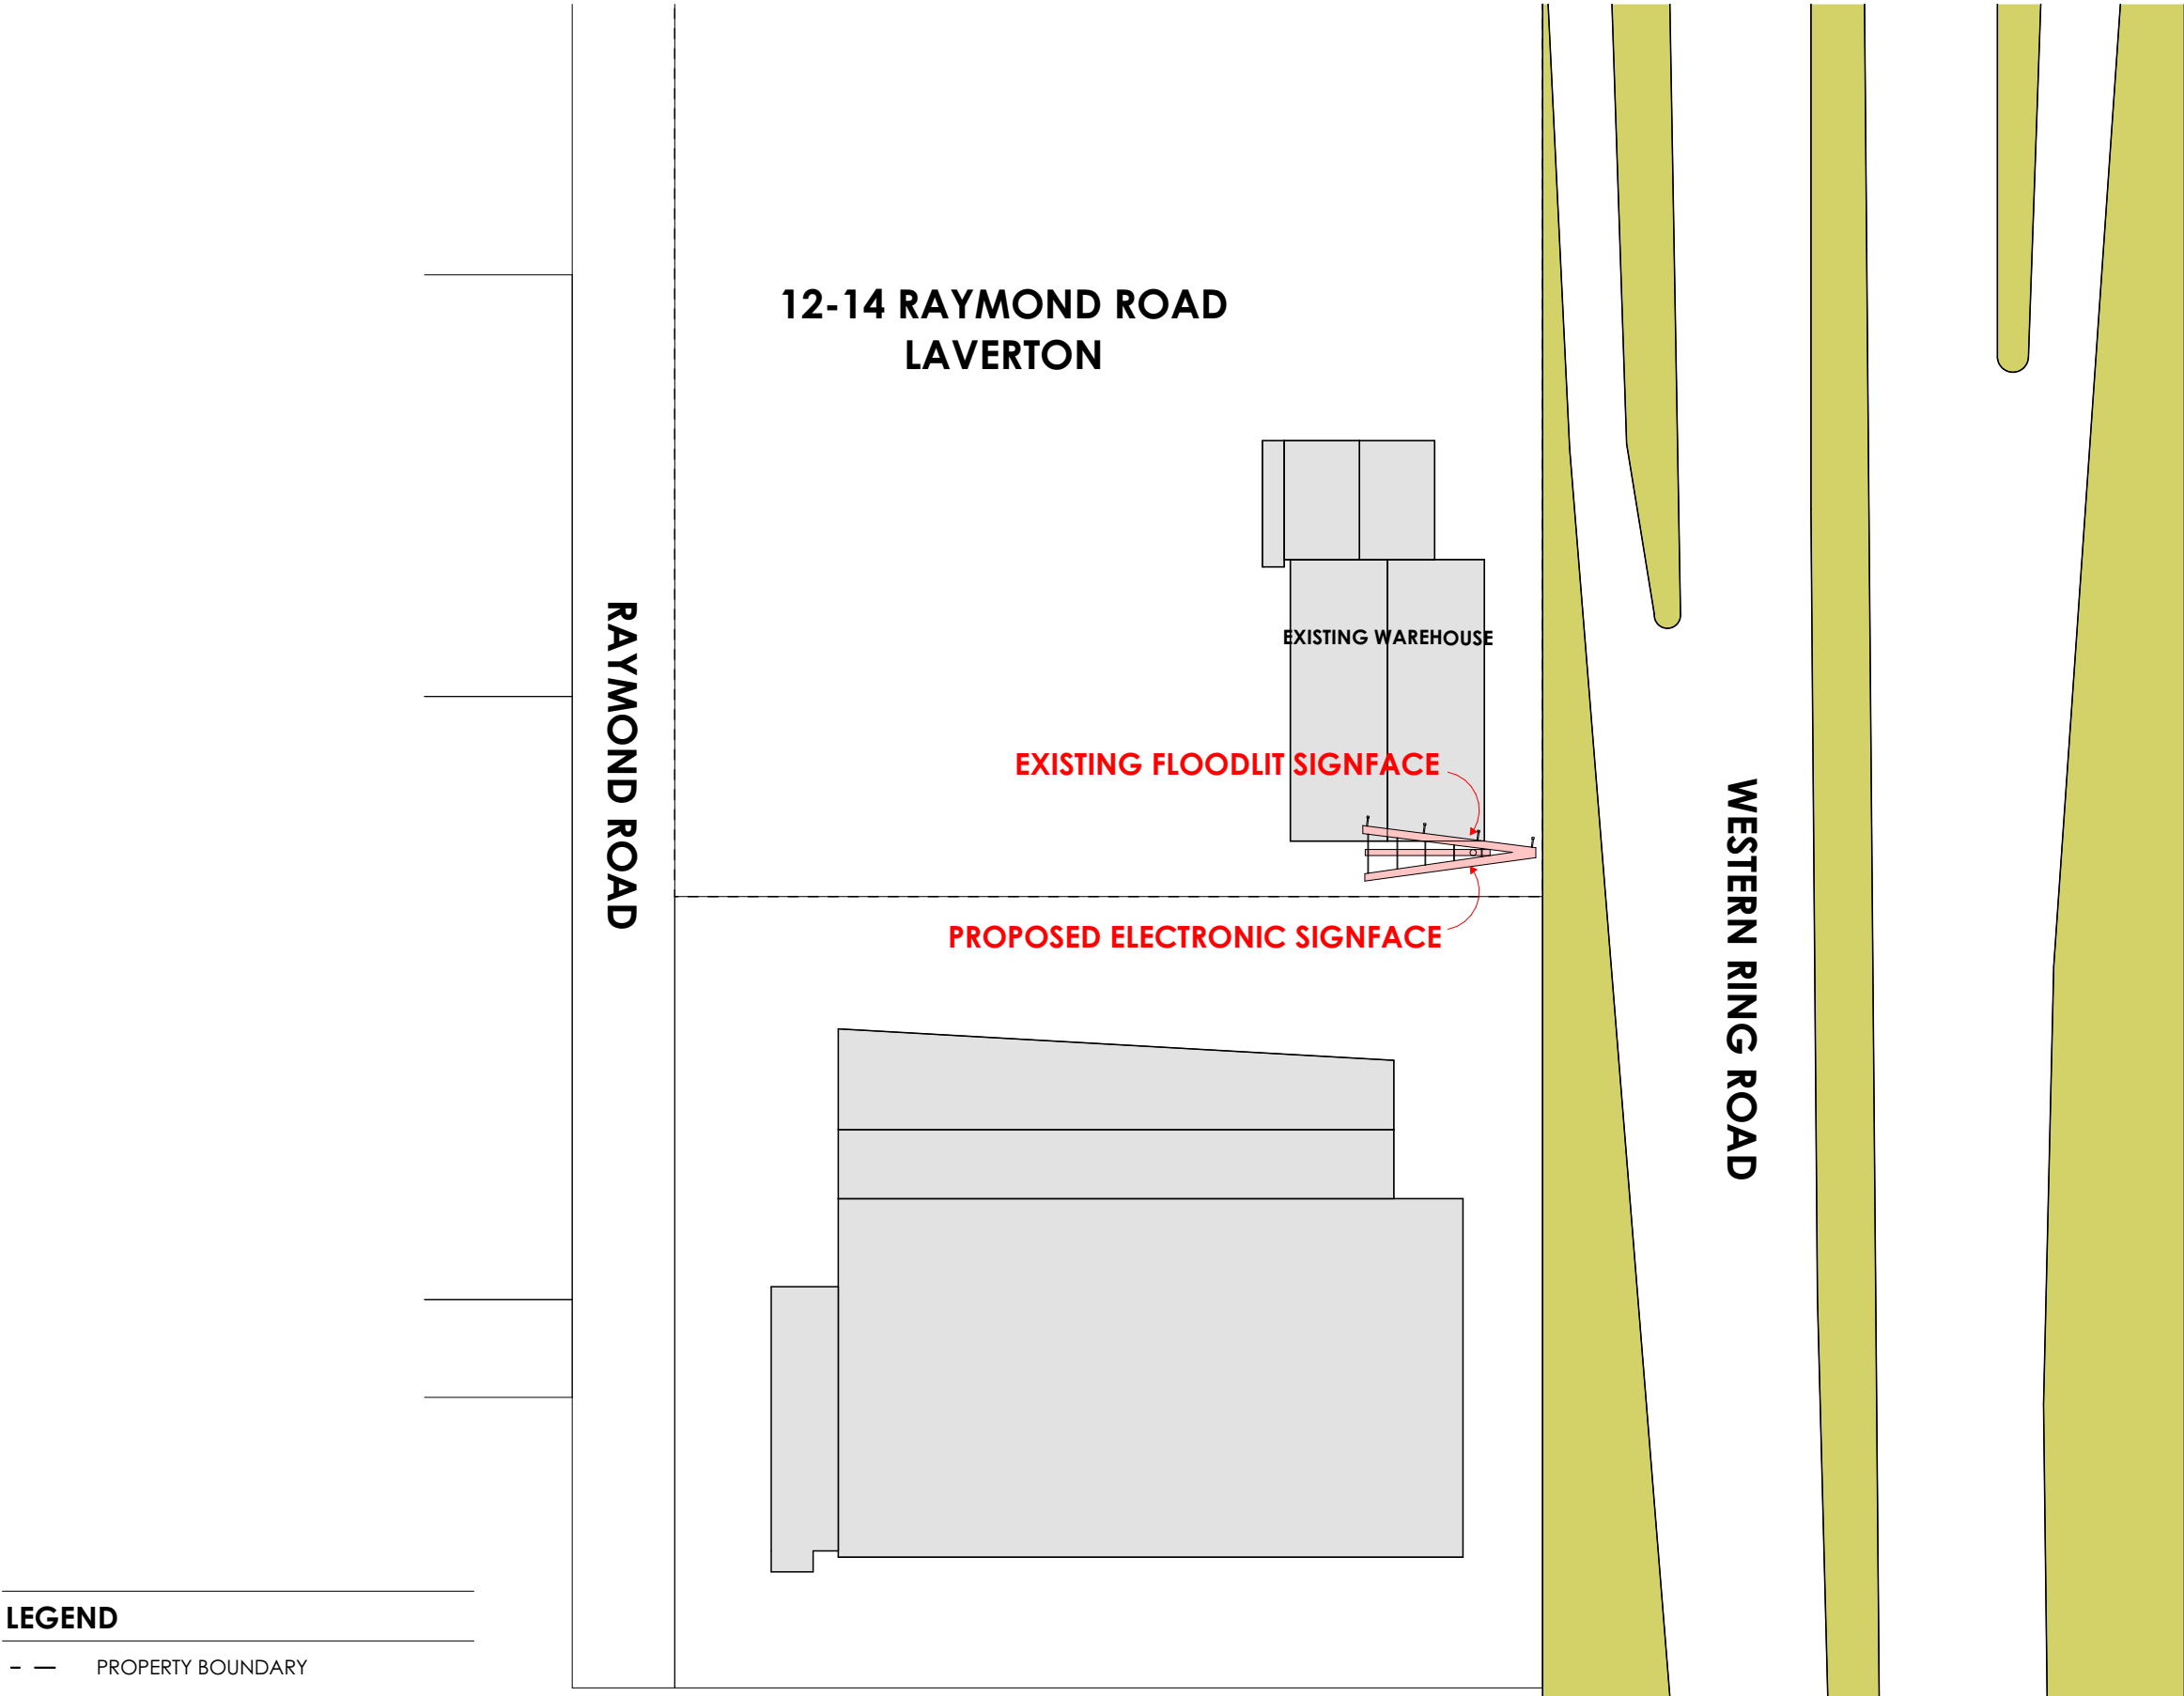 12-14 RAYMOND ROAD
LAVERTON
RAYMOND ROAD
EXISTING WAREHOUSE
EXISTING FLOODLIT SIGNFACE
PROPOSED ELECTRONIC SIGNFACE
WESTERN RING ROAD
LEGEND
PROPERTY BOUNDARY